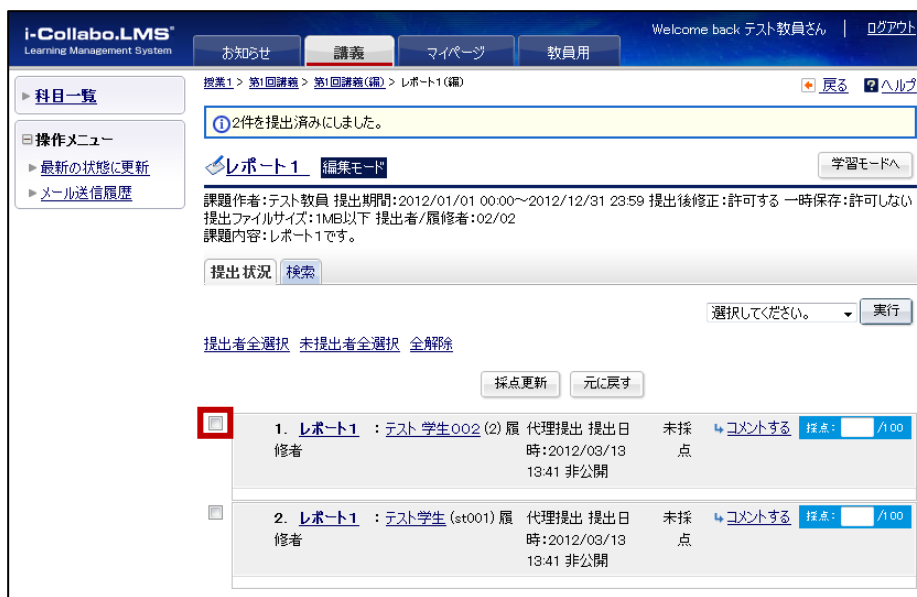 i-Collabo.LMS
Learning Management System
Welcome back テスト教員さん | ログアウト
お知らせ 講義 マイページ 教員用
科目一覧
操作メニュー
最新の状態に更新
メール送信履歴
授業1 > 第1回講義 > 第1回講義(編) > レポート1(編)
戻る ヘルプ
2件を提出済みにしました。
レポート1 編集モード 学習モードへ
課題作者:テスト教員 提出期間:2012/01/01 00:00～2012/12/31 23:59 提出後修正:許可する 一時保存:許可しない
提出ファイルサイズ:1MB以下 提出者/履修者:02/02
課題内容:レポート1です。
提出状況 検索
選択してください。 実行
提出者全選択 未提出者全選択 全解除
採点更新 元に戻す
1. レポート1 :テスト 学生002 (2) 履 代理提出 提出日 未採 コメントする 採点: /100
修者 時:2012/03/13 点
13:41 非公開
2. レポート1 :テスト学生 (st001) 履 代理提出 提出日 未採 コメントする 採点: /100
修者 時:2012/03/13 点
13:41 非公開